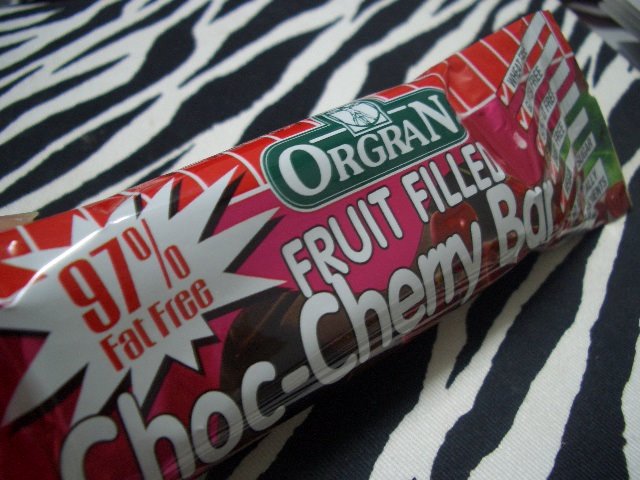 ORGRAN
FRUIT FILLED
Choc-Cherry Bar
97%
Fat Free